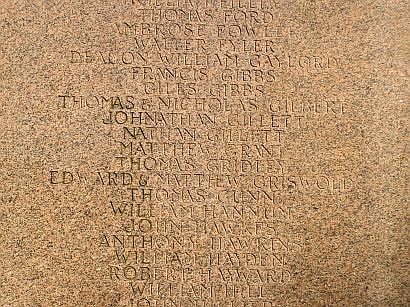 THOMAS FORD
AMBROSE FOWLER
WALTER FYLER
DEACON WILLIAM GAYLORD
FRANCIS GIBBS
GILES GIBBS
THOMAS & NICHOLAS GILBERT
JOHNATHAN GILLETT
NATHAN GILLETT
MATTHEW GRANT
THOMAS GRIDLEY
EDWARD & MATTHEW GRISWOLD
THOMAS GUNN
WILLIAM HANNUM
JOHN HAWKES
ANTHONY HAWKINS
WILLIAM HAYDEN
ROBERT HAYWARD
WILLIAM HILL